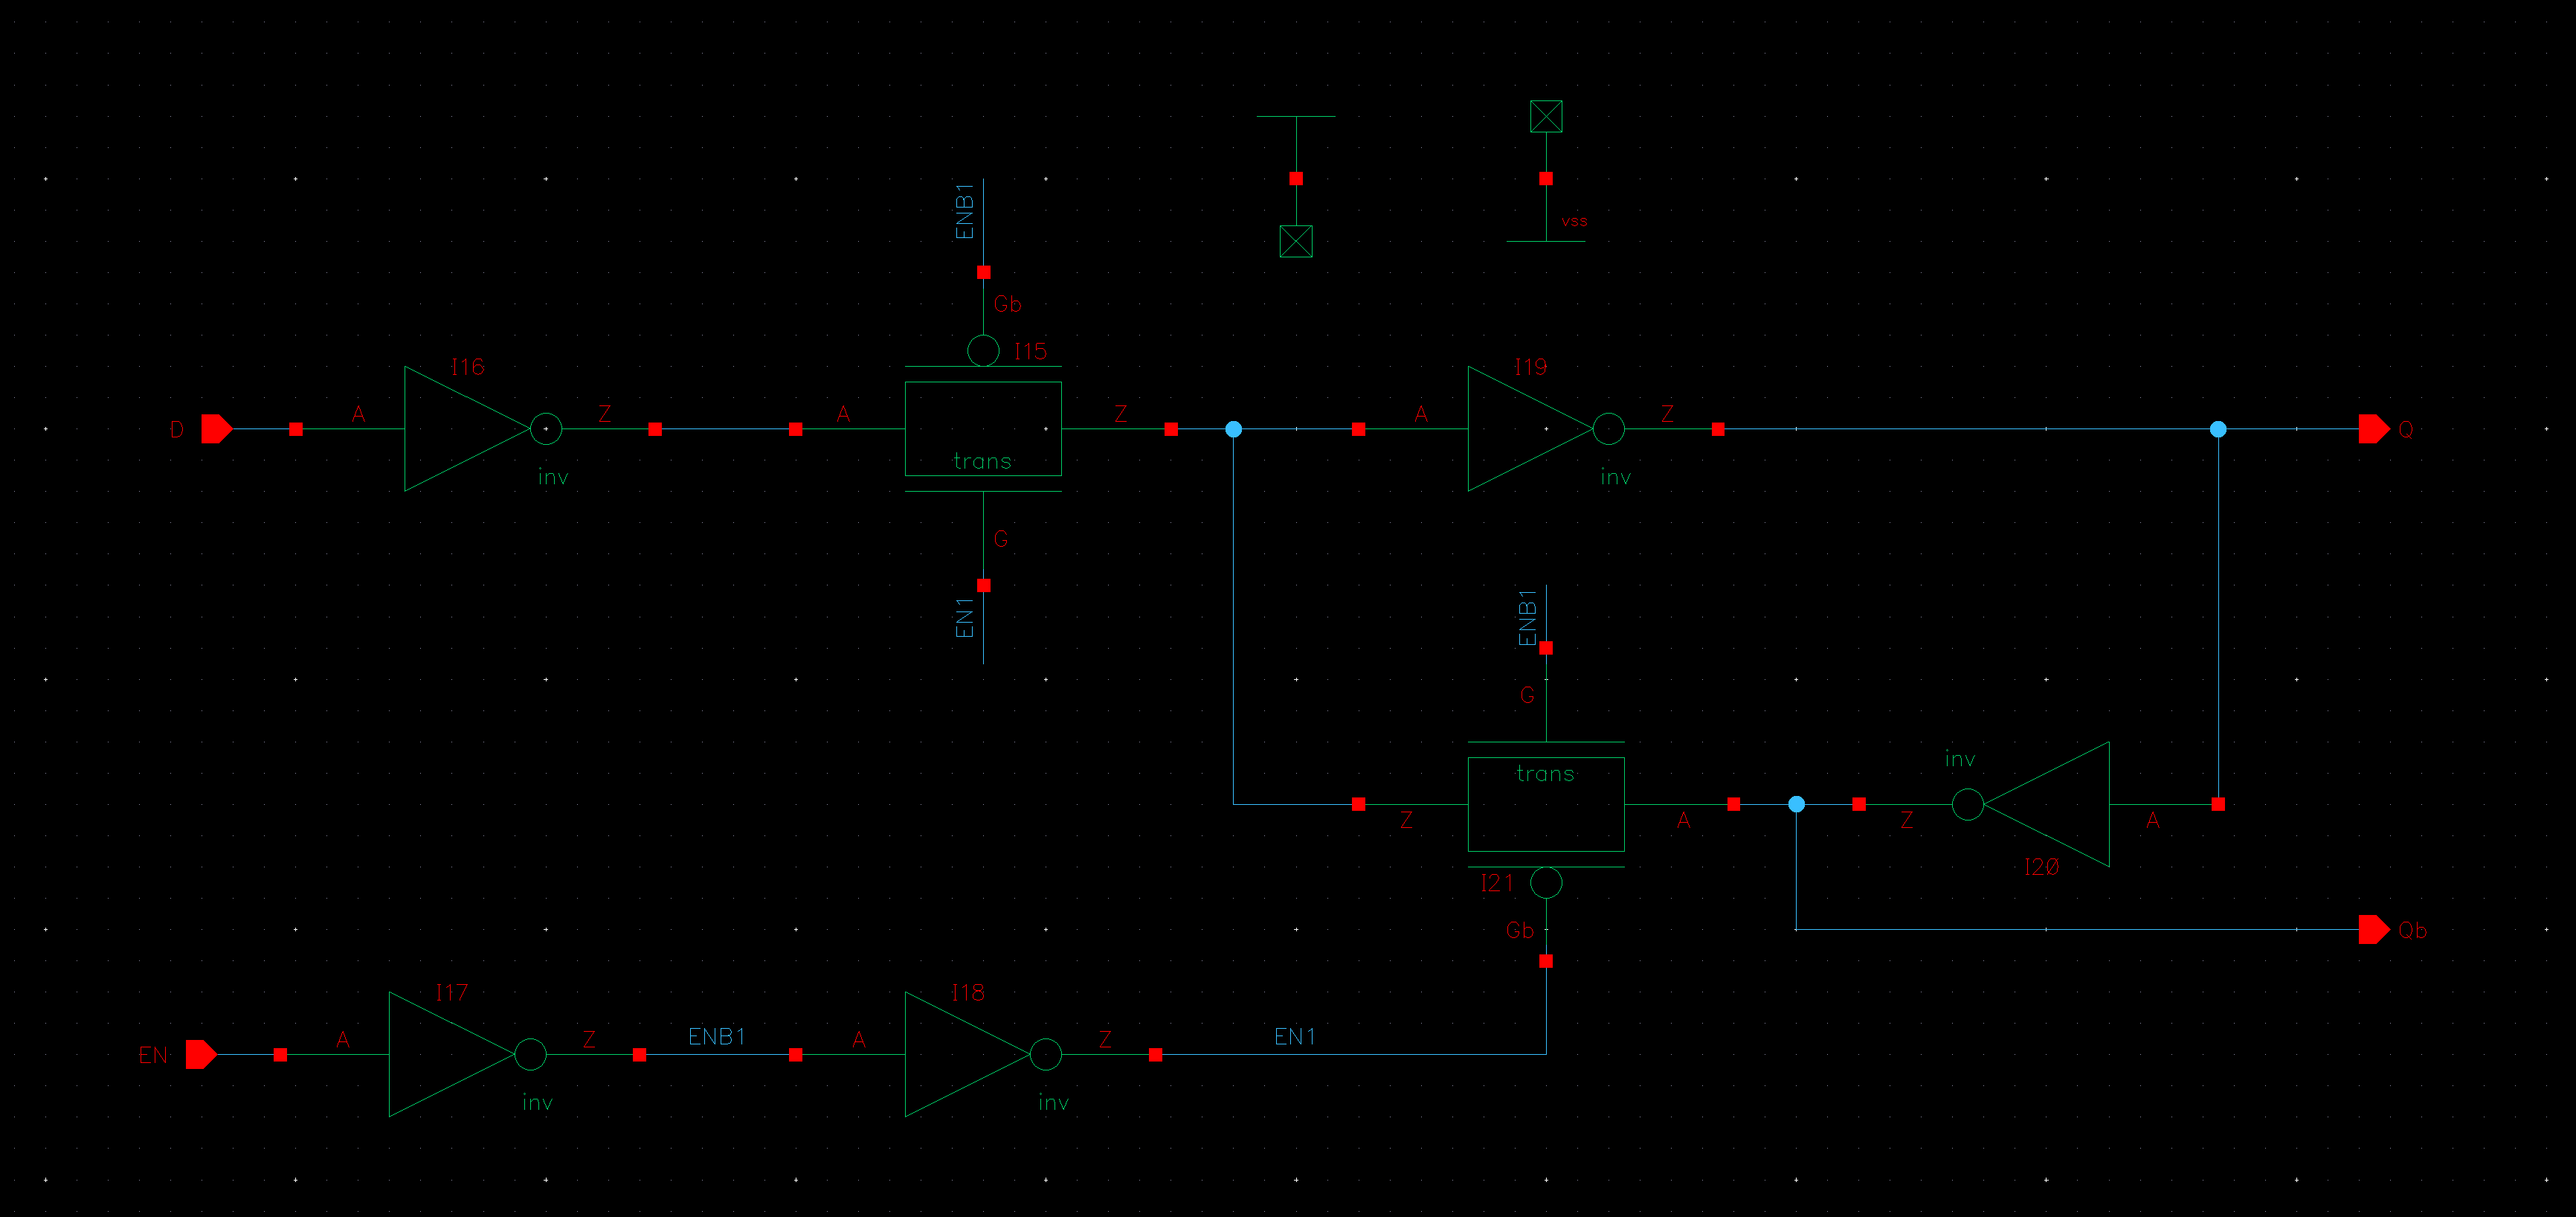 ENB1
vss
Gb
I16
I15
I19
D
A
Z
A
Z
A
Z
Q
trans
inv
inv
G
EN1
ENB1
G
inv
trans
Z
A
Z
A
I20
I21
Gb
Qb
I17
I18
EN
A
Z
ENB1
A
Z
EN1
inv
inv